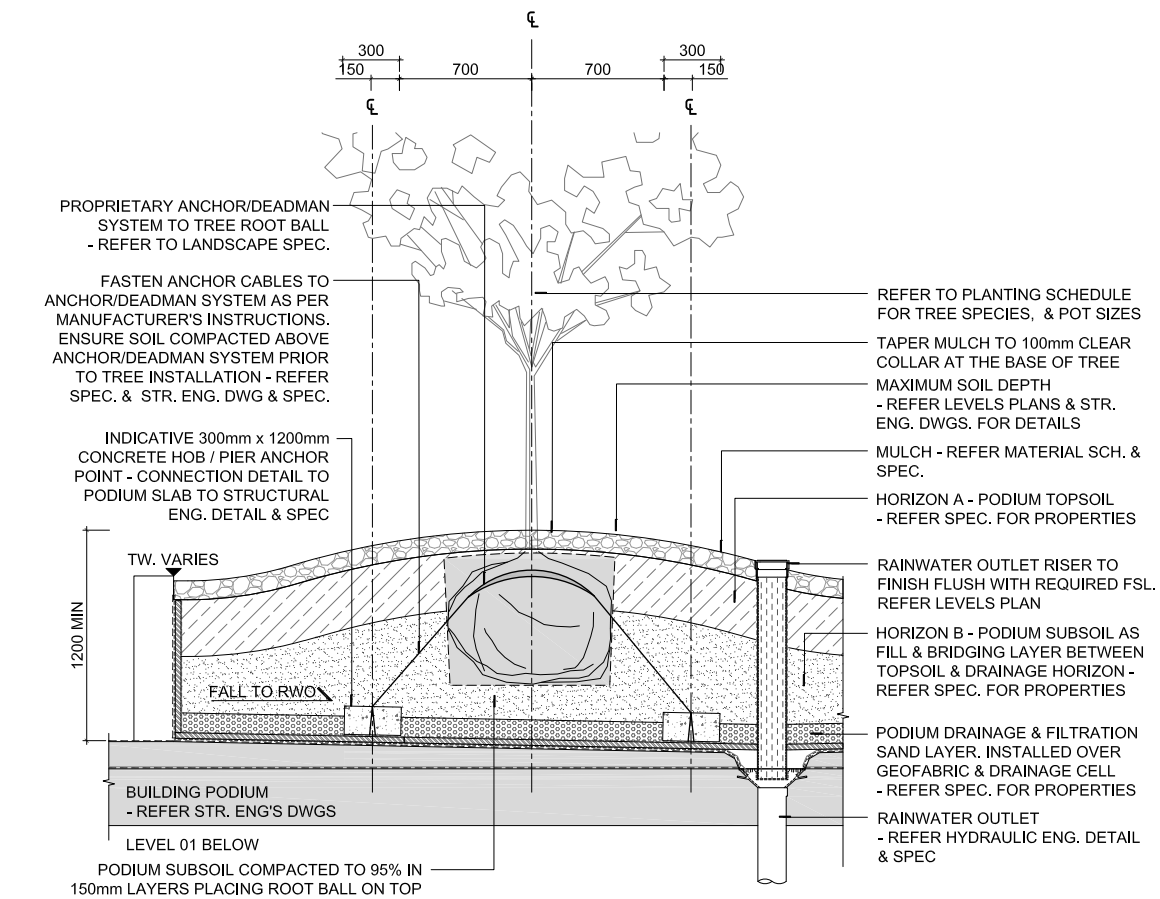 ℄
300
300
150
700
700
150
℄
℄
PROPRIETARY ANCHOR/DEADMAN
SYSTEM TO TREE ROOT BALL
- REFER TO LANDSCAPE SPEC.
FASTEN ANCHOR CABLES TO
ANCHOR/DEADMAN SYSTEM AS PER
MANUFACTURER'S INSTRUCTIONS.
ENSURE SOIL COMPACTED ABOVE
ANCHOR/DEADMAN SYSTEM PRIOR
TO TREE INSTALLATION - REFER
SPEC. & STR. ENG. DWG & SPEC.
INDICATIVE 300mm x 1200mm
CONCRETE HOB / PIER ANCHOR
POINT - CONNECTION DETAIL TO
PODIUM SLAB TO STRUCTURAL
ENG. DETAIL & SPEC
TW. VARIES
1200 MIN
FALL TO RWO
BUILDING PODIUM
- REFER STR. ENG'S DWGS
LEVEL 01 BELOW
PODIUM SUBSOIL COMPACTED TO 95% IN
150mm LAYERS PLACING ROOT BALL ON TOP
REFER TO PLANTING SCHEDULE
FOR TREE SPECIES, & POT SIZES
TAPER MULCH TO 100mm CLEAR
COLLAR AT THE BASE OF TREE
MAXIMUM SOIL DEPTH
- REFER LEVELS PLANS & STR.
ENG. DWGS. FOR DETAILS
MULCH - REFER MATERIAL SCH. &
SPEC.
HORIZON A - PODIUM TOPSOIL
- REFER SPEC. FOR PROPERTIES
RAINWATER OUTLET RISER TO
FINISH FLUSH WITH REQUIRED FSL.
REFER LEVELS PLAN
HORIZON B - PODIUM SUBSOIL AS
FILL & BRIDGING LAYER BETWEEN
TOPSOIL & DRAINAGE HORIZON -
REFER SPEC. FOR PROPERTIES
PODIUM DRAINAGE & FILTRATION
SAND LAYER. INSTALLED OVER
GEOFABRIC & DRAINAGE CELL
- REFER SPEC. FOR PROPERTIES
RAINWATER OUTLET
- REFER HYDRAULIC ENG. DETAIL
& SPEC